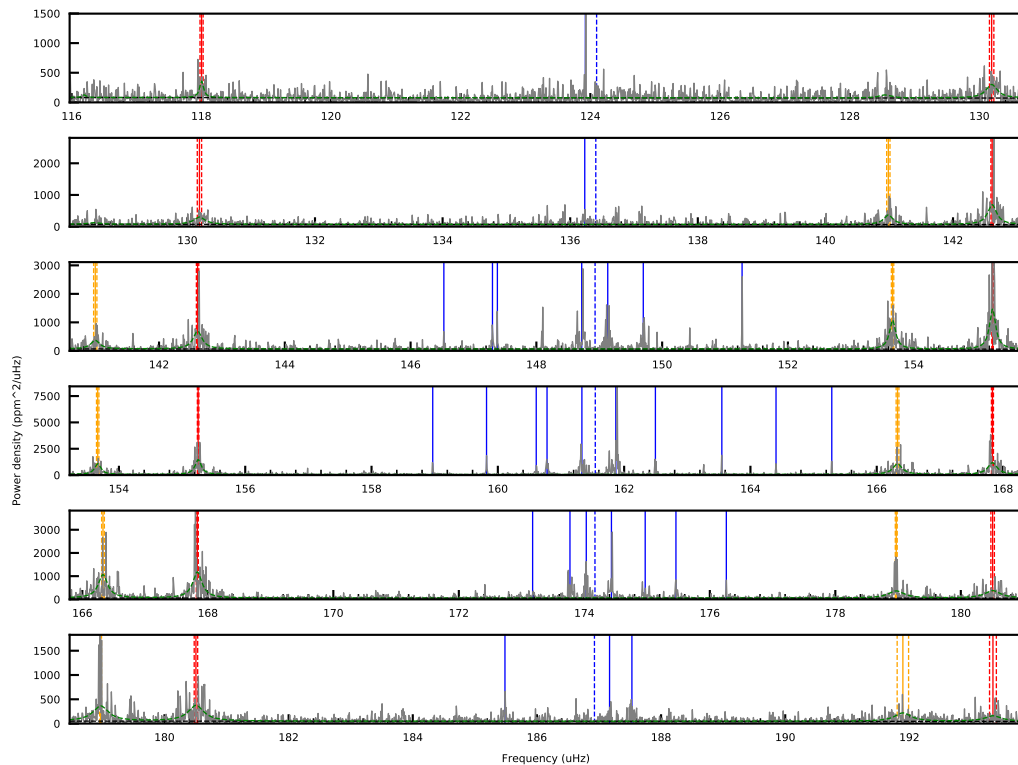 1500
1000
500
0
116 118 120 122 124 126 128 130
2000
1000
0
130 132 134 136 138 140 142
3000
2000
1000
0
142 144 146 148 150 152 154
7500
5000
2500
0
154 156 158 160 162 164 166 168
3000
2000
1000
0
166 168 170 172 174 176 178 180
1500
1000
500
0
180 182 184 186 188 190 192
Power density (ppm^2/uHz)
Frequency (uHz)